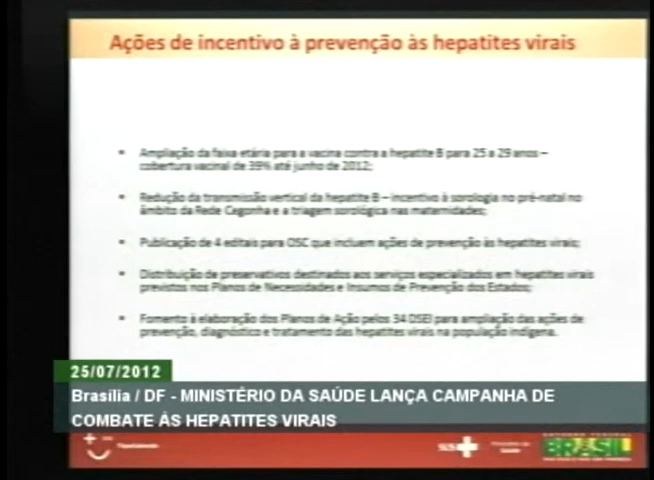 Ações de incentivo à prevenção às hepatites virais
• Ampliação da faixa etária para a vacina contra a hepatite B para 25 a 29 anos –
cobertura vacinal de 39% até junho de 2012;
• Redução da transmissão vertical da hepatite B – incentivo à sorologia no pré-natal no
âmbito da Rede Cegonha e a triagem sorológica nas maternidades;
• Publicação de 4 editais para OSC que incluem ações de prevenção às hepatites virais;
• Distribuição de preservativos destinados aos serviços especializados em hepatites virais
previstos nos Planos de Necessidades e Insumos de Prevenção dos Estados;
• Fomento à elaboração dos Planos de Ação pelos 34 DSEI para ampliação das ações de
prevenção, diagnóstico e tratamento das hepatites virais na população indígena.
25/07/2012
Brasília / DF - MINISTÉRIO DA SAÚDE LANÇA CAMPANHA DE
COMBATE ÀS HEPATITES VIRAIS
SUS
BRASIL